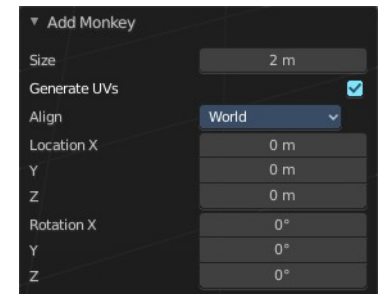 Add Monkey
Size 2 m
Generate UVs
Align World
Location X 0 m
Y 0 m
Z 0 m
Rotation X 0°
Y 0°
Z 0°